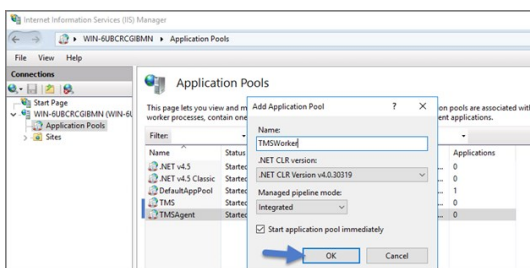 Internet Information Services (IIS) Manager
WIN-6UBCRCGIBMN Application Pools
File View Help
Connections
Start Page
WIN-6UBCRCGIBMN (WIN-6U
Application Pools
Sites
Application Pools
This page lets you view and m
on pools are associated with
worker processes, contain one
ent applications.
Filter:
Name Status Applications
.NET v4.5 Started ... 0
.NET v4.5 Classic Started ... 0
DefaultAppPool Started ... 1
TMS Started ... 0
TMSAgent Started ... 0
Add Application Pool ? X
Name:
TMSWorker
.NET CLR version:
.NET CLR Version v4.0.30319
Managed pipeline mode:
Integrated
Start application pool immediately
OK Cancel